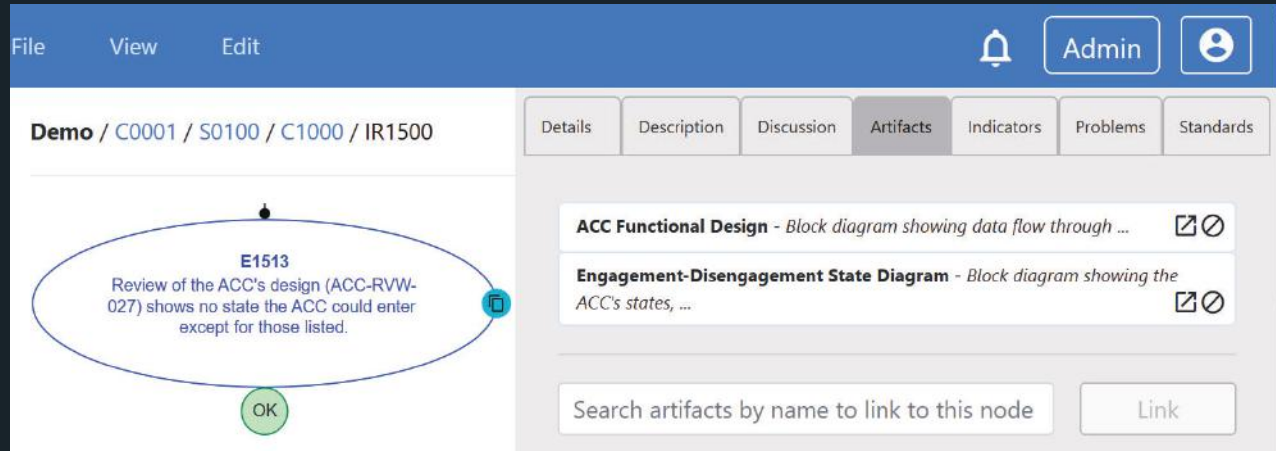 File View Edit Admin
Demo / C0001 / S0100 / C1000 / IR1500
Details Description Discussion Artifacts Indicators Problems Standards
E1513
Review of the ACC's design (ACC-RVW-
027) shows no state the ACC could enter
except for those listed.
OK
ACC Functional Design - Block diagram showing data flow through ...
Engagement-Disengagement State Diagram - Block diagram showing the
ACC's states, ...
Search artifacts by name to link to this node
Link